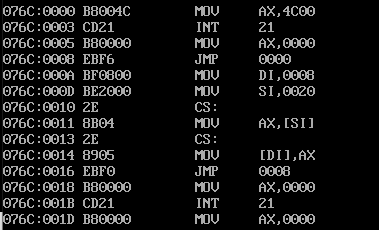 076C:0000 B8004C MOV AX,4C00
076C:0003 CD21 INT 21
076C:0005 B80000 MOV AX,0000
076C:0008 EBF6 JMP 0000
076C:000A BF0800 MOV DI,0008
076C:000D BE2000 MOV SI,0020
076C:0010 2E CS:
076C:0011 8B04 MOV AX,[SI]
076C:0013 2E CS:
076C:0014 8905 MOV [DI],AX
076C:0016 EBF0 JMP 0008
076C:0018 B80000 MOV AX,0000
076C:001B CD21 INT 21
076C:001D B80000 MOV AX,0000